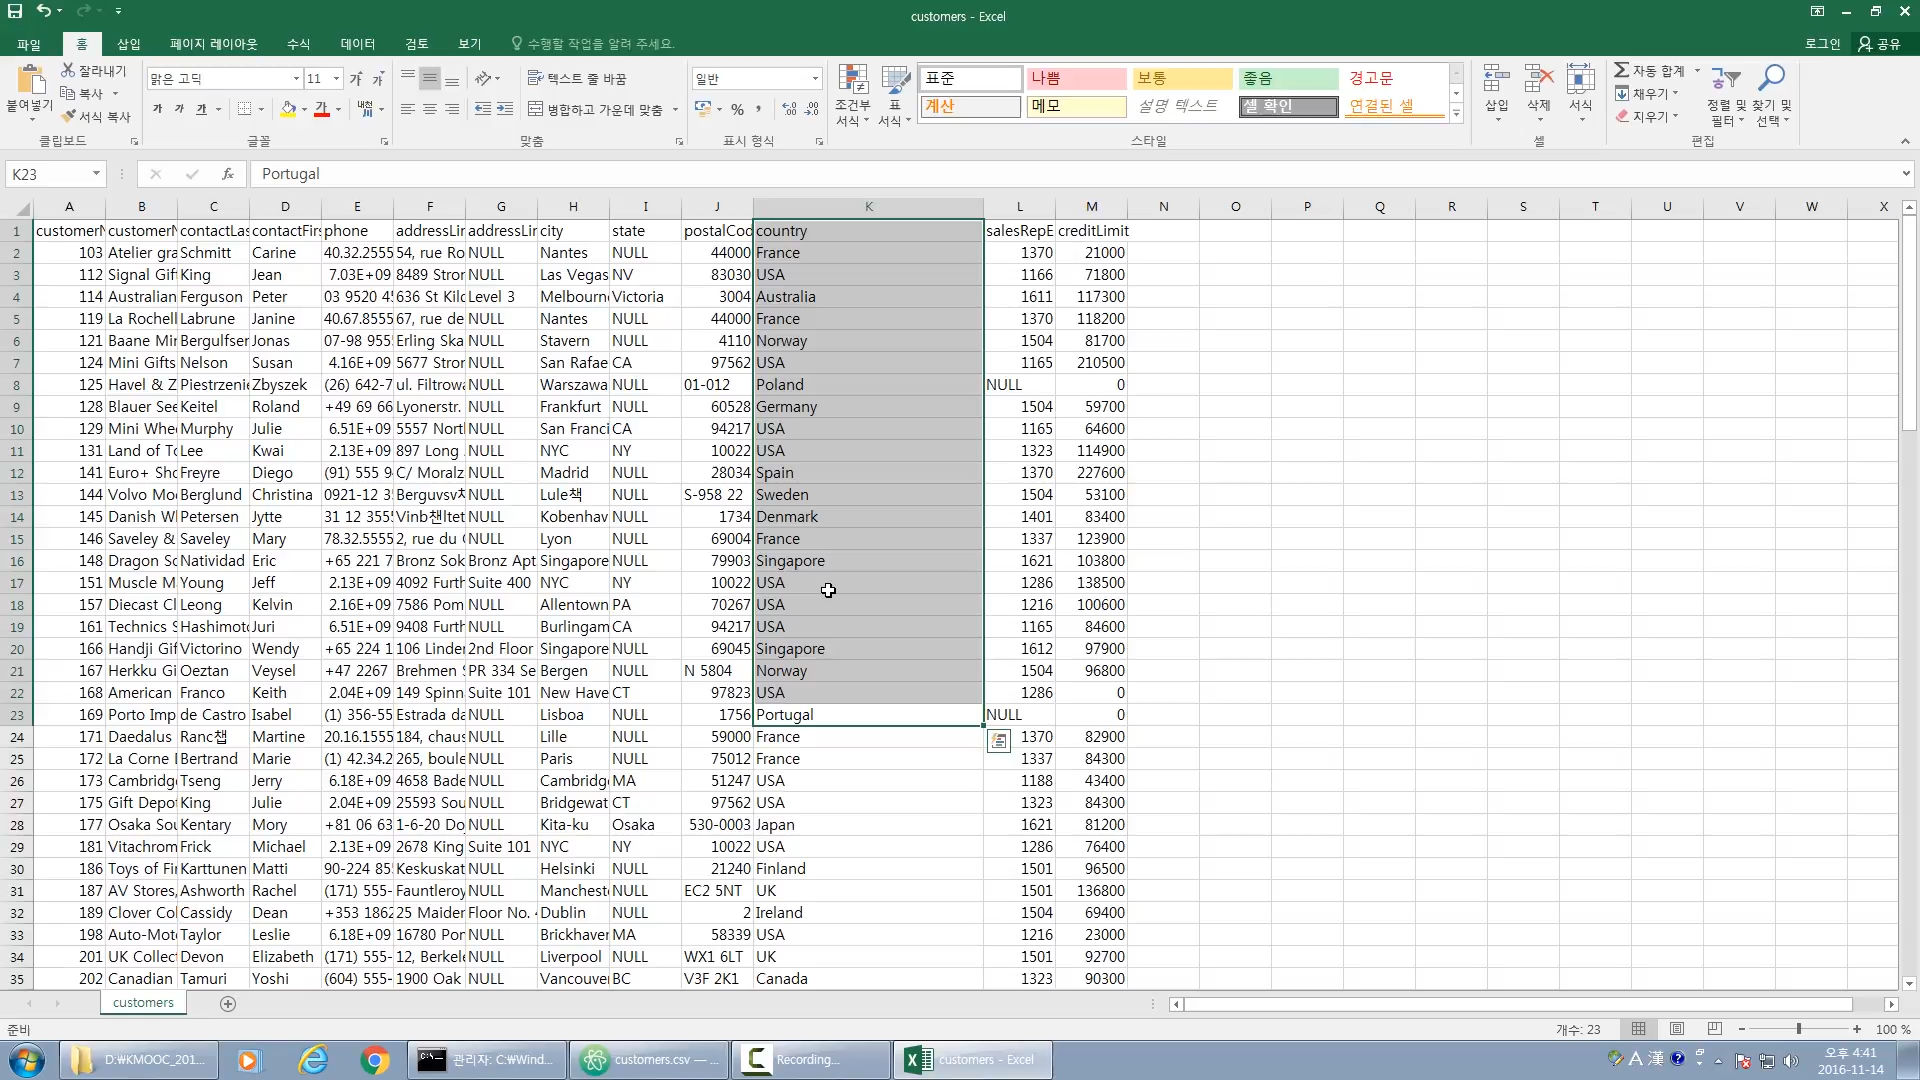 customers - Excel
파일 홈 삽입 페이지 레이아웃 수식 데이터 검토 보기 수행할 작업을 알려 주세요. 로그인 공유
잘라내기 맑은 고딕 11 텍스트 줄 바꿈 일반 표준 나쁨 보통 좋음 경고문 자동 합계
붙여넣기 복사 조건부 서식 표 서식 삽입 삭제 서식 채우기 정렬 및 필터 찾기 및 선택
서식 복사 가 가 가 병합하고 가운데 맞춤 % 계산 메모 설명 텍스트 셀 확인 연결된 셀 지우기
클립보드 글꼴 맞춤 표시 형식 스타일 셀 편집
K23 fx Portugal
A B C D E F G H I J K L M N O P Q R S T U V W X
1 customerN customerN contactLas contactFirs phone addressLin addressLin city state postalCod country salesRepE creditLimit
2 103 Atelier gra Schmitt Carine 40.32.2555 54, rue Ro NULL Nantes NULL 44000 France 1370 21000
3 112 Signal Gif King Jean 7.03E+09 8489 Stron NULL Las Vegas NV 83030 USA 1166 71800
4 114 Australian Ferguson Peter 03 9520 45 636 St Kild Level 3 Melbourn Victoria 3004 Australia 1611 117300
5 119 La Rochell Labrune Janine 40.67.8555 67, rue de NULL Nantes NULL 44000 France 1370 118200
6 121 Baane Mir Bergulfser Jonas 07-98 955 Erling Ska NULL Stavern NULL 4110 Norway 1504 81700
7 124 Mini Gifts Nelson Susan 4.16E+09 5677 Stron NULL San Rafae CA 97562 USA 1165 210500
8 125 Havel & Z Piestrzeni Zbyszek (26) 642-7 ul. Filtrowa NULL Warszawa NULL 01-012 Poland NULL 0
9 128 Blauer See Keitel Roland +49 69 66 Lyonerstr. NULL Frankfurt NULL 60528 Germany 1504 59700
10 129 Mini Whe Murphy Julie 6.51E+09 5557 Nort NULL San Franci CA 94217 USA 1165 64600
11 131 Land of To Lee Kwai 2.13E+09 897 Long NULL NYC NY 10022 USA 1323 114900
12 141 Euro+ Sho Freyre Diego (91) 555 9 C/ Moralz NULL Madrid NULL 28034 Spain 1370 227600
13 144 Volvo Mo Berglund Christina 0921-12 3 Berguvsv NULL Lule책 NULL S-958 22 Sweden 1504 53100
14 145 Danish Wh Petersen Jytte 31 12 3555 Vinb챈ltet NULL Kobenhav NULL 1734 Denmark 1401 83400
15 146 Saveley & Saveley Mary 78.32.5555 2, rue du NULL Lyon NULL 69004 France 1337 123900
16 148 Dragon So Natividad Eric +65 221 7 Bronz Sok Bronz Apt Singapore NULL 79903 Singapore 1621 103800
17 151 Muscle M Young Jeff 2.13E+09 4092 Furth Suite 400 NYC NY 10022 USA 1286 138500
18 157 Diecast Cl Leong Kelvin 2.16E+09 7586 Pom NULL Allentown PA 70267 USA 1216 100600
19 161 Technics S Hashimoto Juri 6.51E+09 9408 Furth NULL Burlingam CA 94217 USA 1165 84600
20 166 Handji Gif Victorino Wendy +65 224 1 106 Linder 2nd Floor Singapore NULL 69045 Singapore 1612 97900
21 167 Herkku Gi Oeztan Veysel +47 2267 Brehmen S PR 334 Se Bergen NULL N 5804 Norway 1504 96800
22 168 American Franco Keith 2.04E+09 149 Spinn Suite 101 New Have CT 97823 USA 1286 0
23 169 Porto Imp de Castro Isabel (1) 356-55 Estrada da NULL Lisboa NULL 1756 Portugal NULL 0
24 171 Daedalus Ranc챕 Martine 20.16.1555 184, chaus NULL Lille NULL 59000 France 1370 82900
25 172 La Corne Bertrand Marie (1) 42.34.2 265, boule NULL Paris NULL 75012 France 1337 84300
26 173 Cambridg Tseng Jerry 6.18E+09 4658 Bade NULL Cambridg MA 51247 USA 1188 43400
27 175 Gift Depo King Julie 2.04E+09 25593 Sou NULL Bridgewat CT 97562 USA 1323 84300
28 177 Osaka Sou Kentary Mory +81 06 63 1-6-20 Do NULL Kita-ku Osaka 530-0003 Japan 1621 81200
29 181 Vitachrom Frick Michael 2.13E+09 2678 King Suite 101 NYC NY 10022 USA 1286 76400
30 186 Toys of Fi Karttunen Matti 90-224 85 Keskuskat NULL Helsinki NULL 21240 Finland 1501 96500
31 187 AV Stores, Ashworth Rachel (171) 555- Fauntleroy NULL Manchest NULL EC2 5NT UK 1501 136800
32 189 Clover Col Cassidy Dean +353 1862 25 Maiden Floor No. 4 Dublin NULL 2 Ireland 1504 69400
33 198 Auto-Mot Taylor Leslie 6.18E+09 16780 Pom NULL Brickhaver MA 58339 USA 1216 23000
34 201 UK Collec Devon Elizabeth (171) 555- 12, Berkele NULL Liverpool NULL WX1 6LT UK 1501 92700
35 202 Canadian Tamuri Yoshi (604) 555- 1900 Oak NULL Vancouver BC V3F 2K1 Canada 1323 90300
customers
준비 개수: 23 100 %
D:\KMOOC_201... 관리자: C:\Wind... customers.csv — ... Recording... customers - Excel A 漢 오후 4:41
2016-11-14